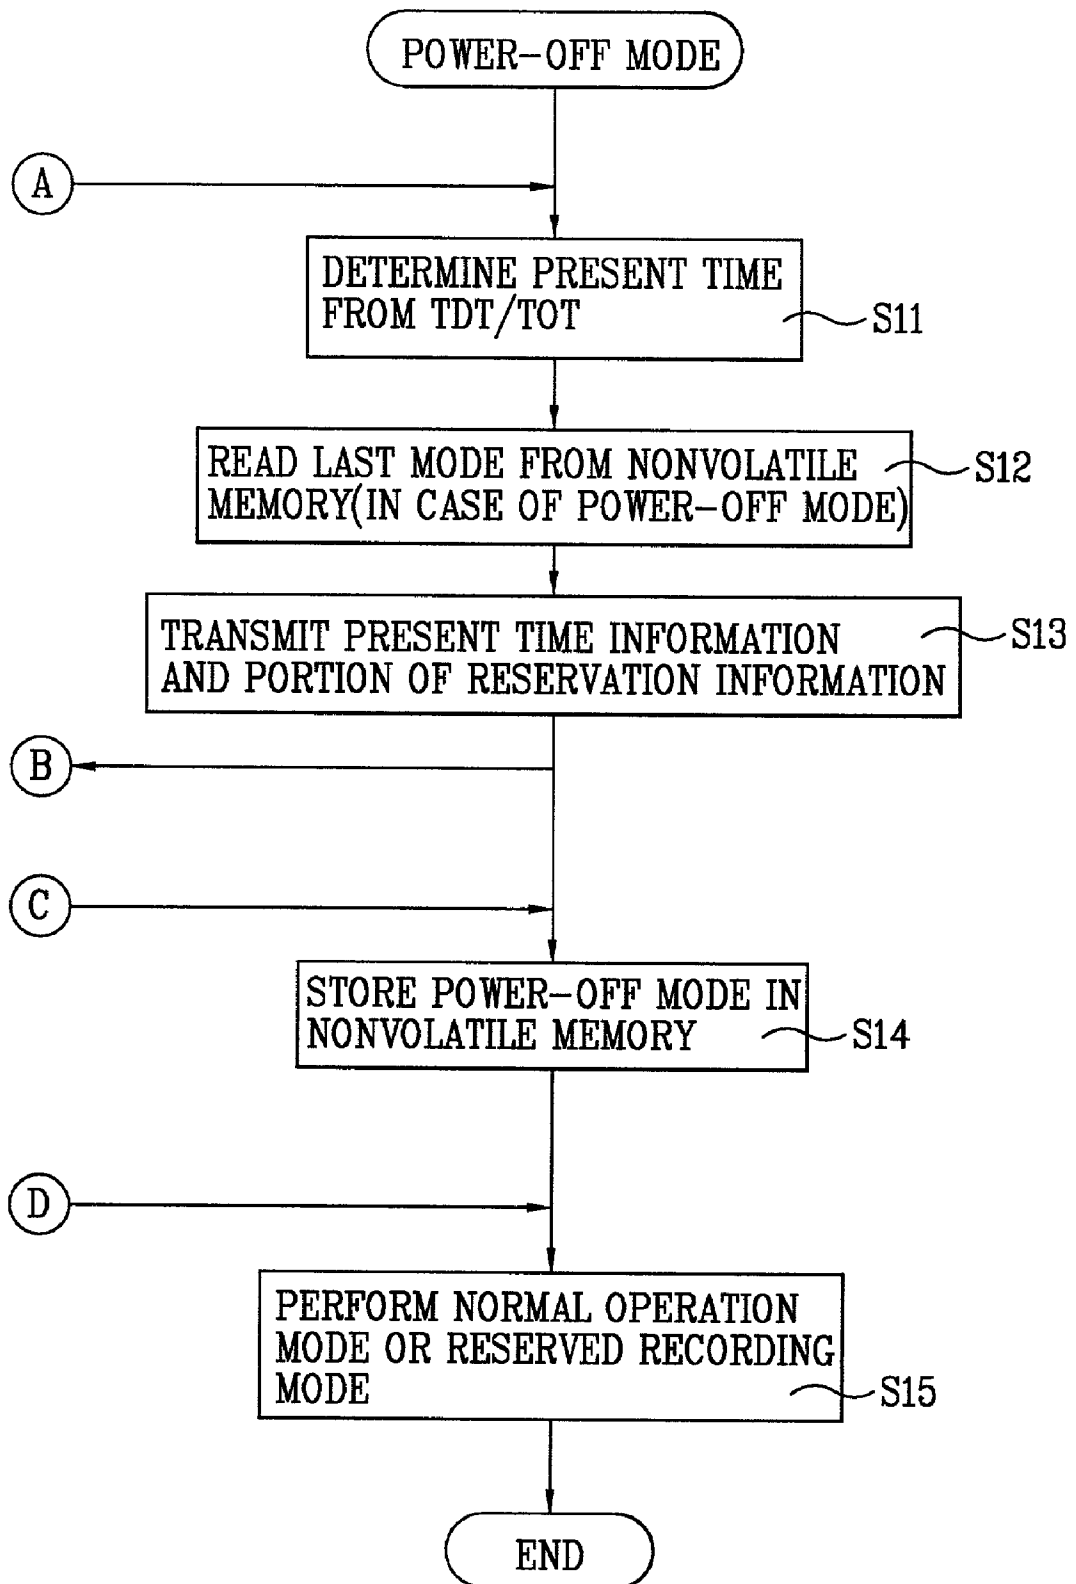 POWER-OFF MODE
A
DETERMINE PRESENT TIME
FROM TDT/TOT
S11
READ LAST MODE FROM NONVOLATILE
MEMORY(IN CASE OF POWER-OFF MODE)
S12
TRANSMIT PRESENT TIME INFORMATION
AND PORTION OF RESERVATION INFORMATION
S13
B
C
STORE POWER-OFF MODE IN
NONVOLATILE MEMORY
S14
D
PERFORM NORMAL OPERATION
MODE OR RESERVED RECORDING
MODE
S15
END